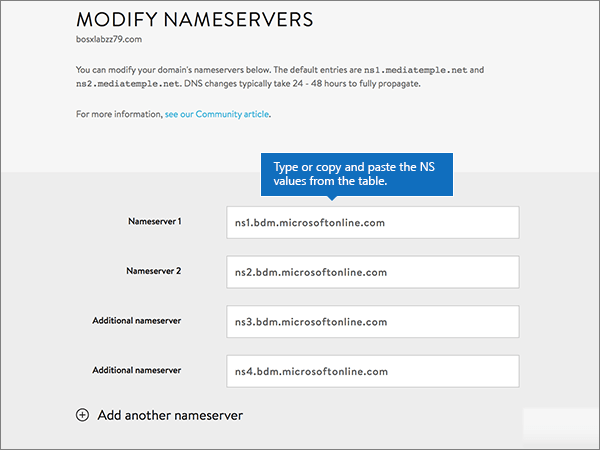 MODIFY NAMESERVERS
bosxlabzz79.com
You can modify your domain's nameservers below. The default entries are ns1.mediatemple.net and
ns2.mediatemple.net. DNS changes typically take 24 - 48 hours to fully propagate.
For more information, see our Community article.
Type or copy and paste the NS
values from the table.
Nameserver 1 ns1.bdm.microsoftonline.com
Nameserver 2 ns2.bdm.microsoftonline.com
Additional nameserver ns3.bdm.microsoftonline.com
Additional nameserver ns4.bdm.microsoftonline.com
Add another nameserver